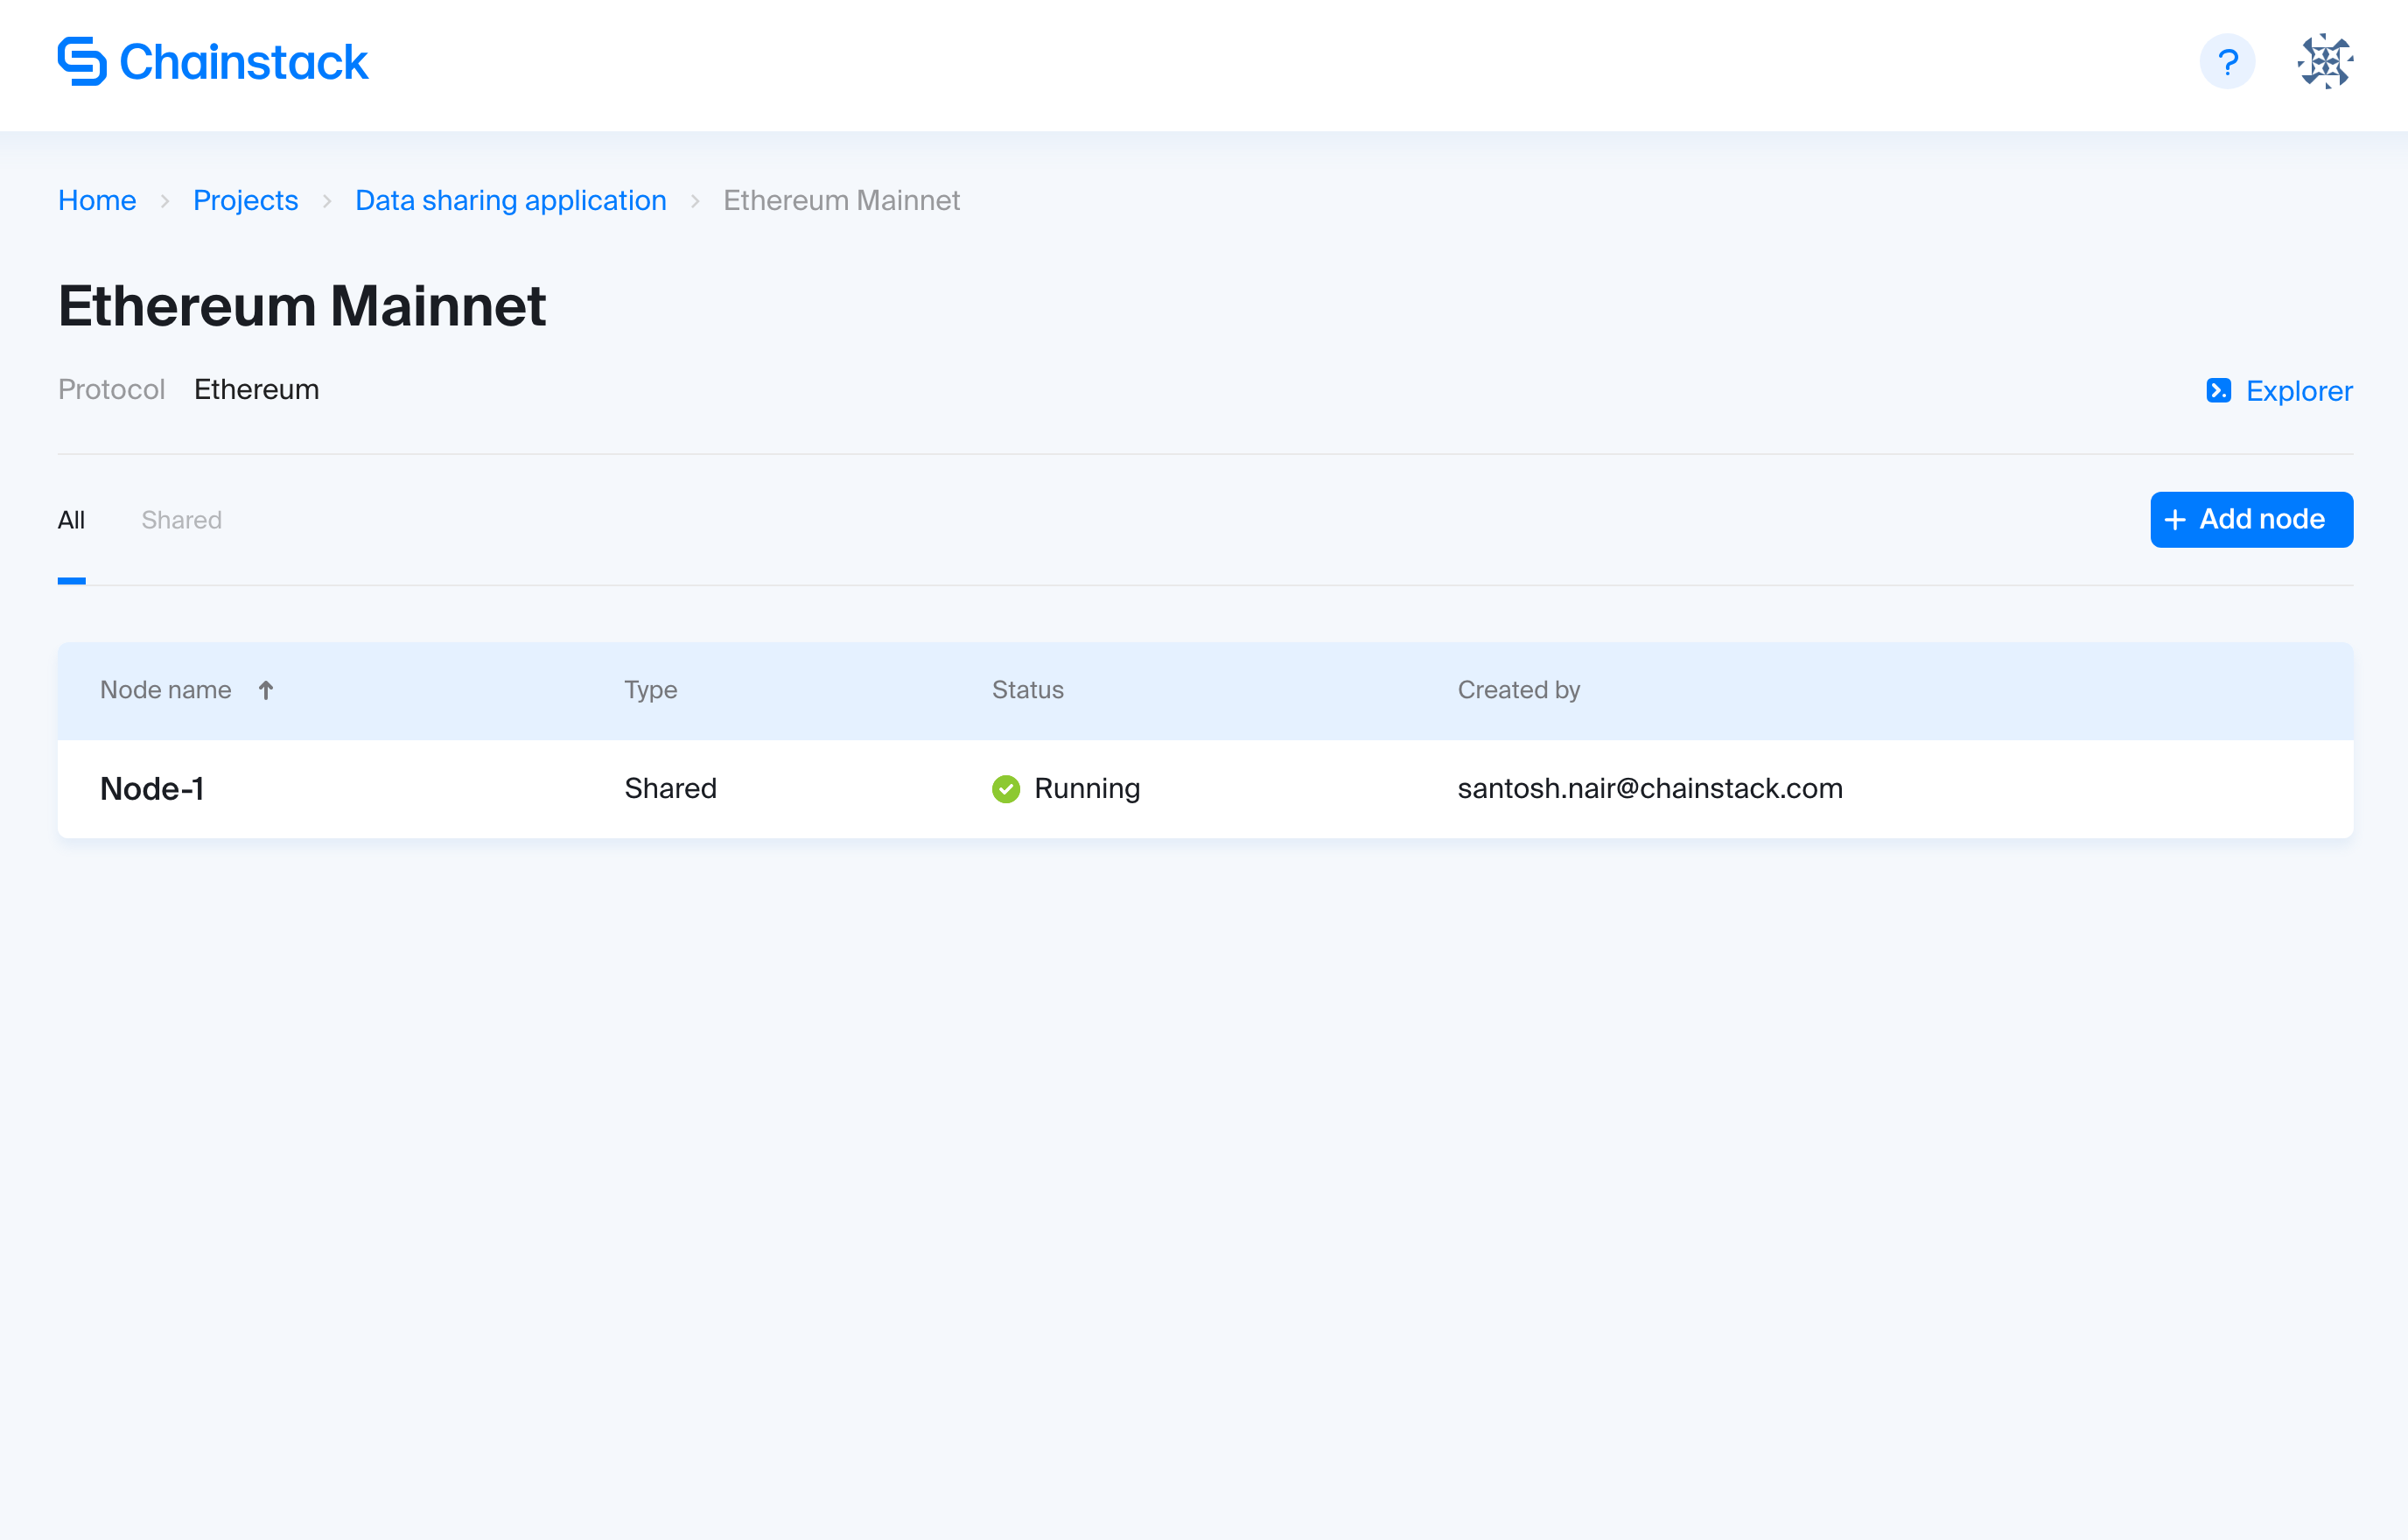 Chainstack
?
Home > Projects > Data sharing application > Ethereum Mainnet
Ethereum Mainnet
Protocol Ethereum
Explorer
All Shared
+ Add node
Node name ↑ Type Status Created by
Node-1 Shared Running santosh.nair@chainstack.com